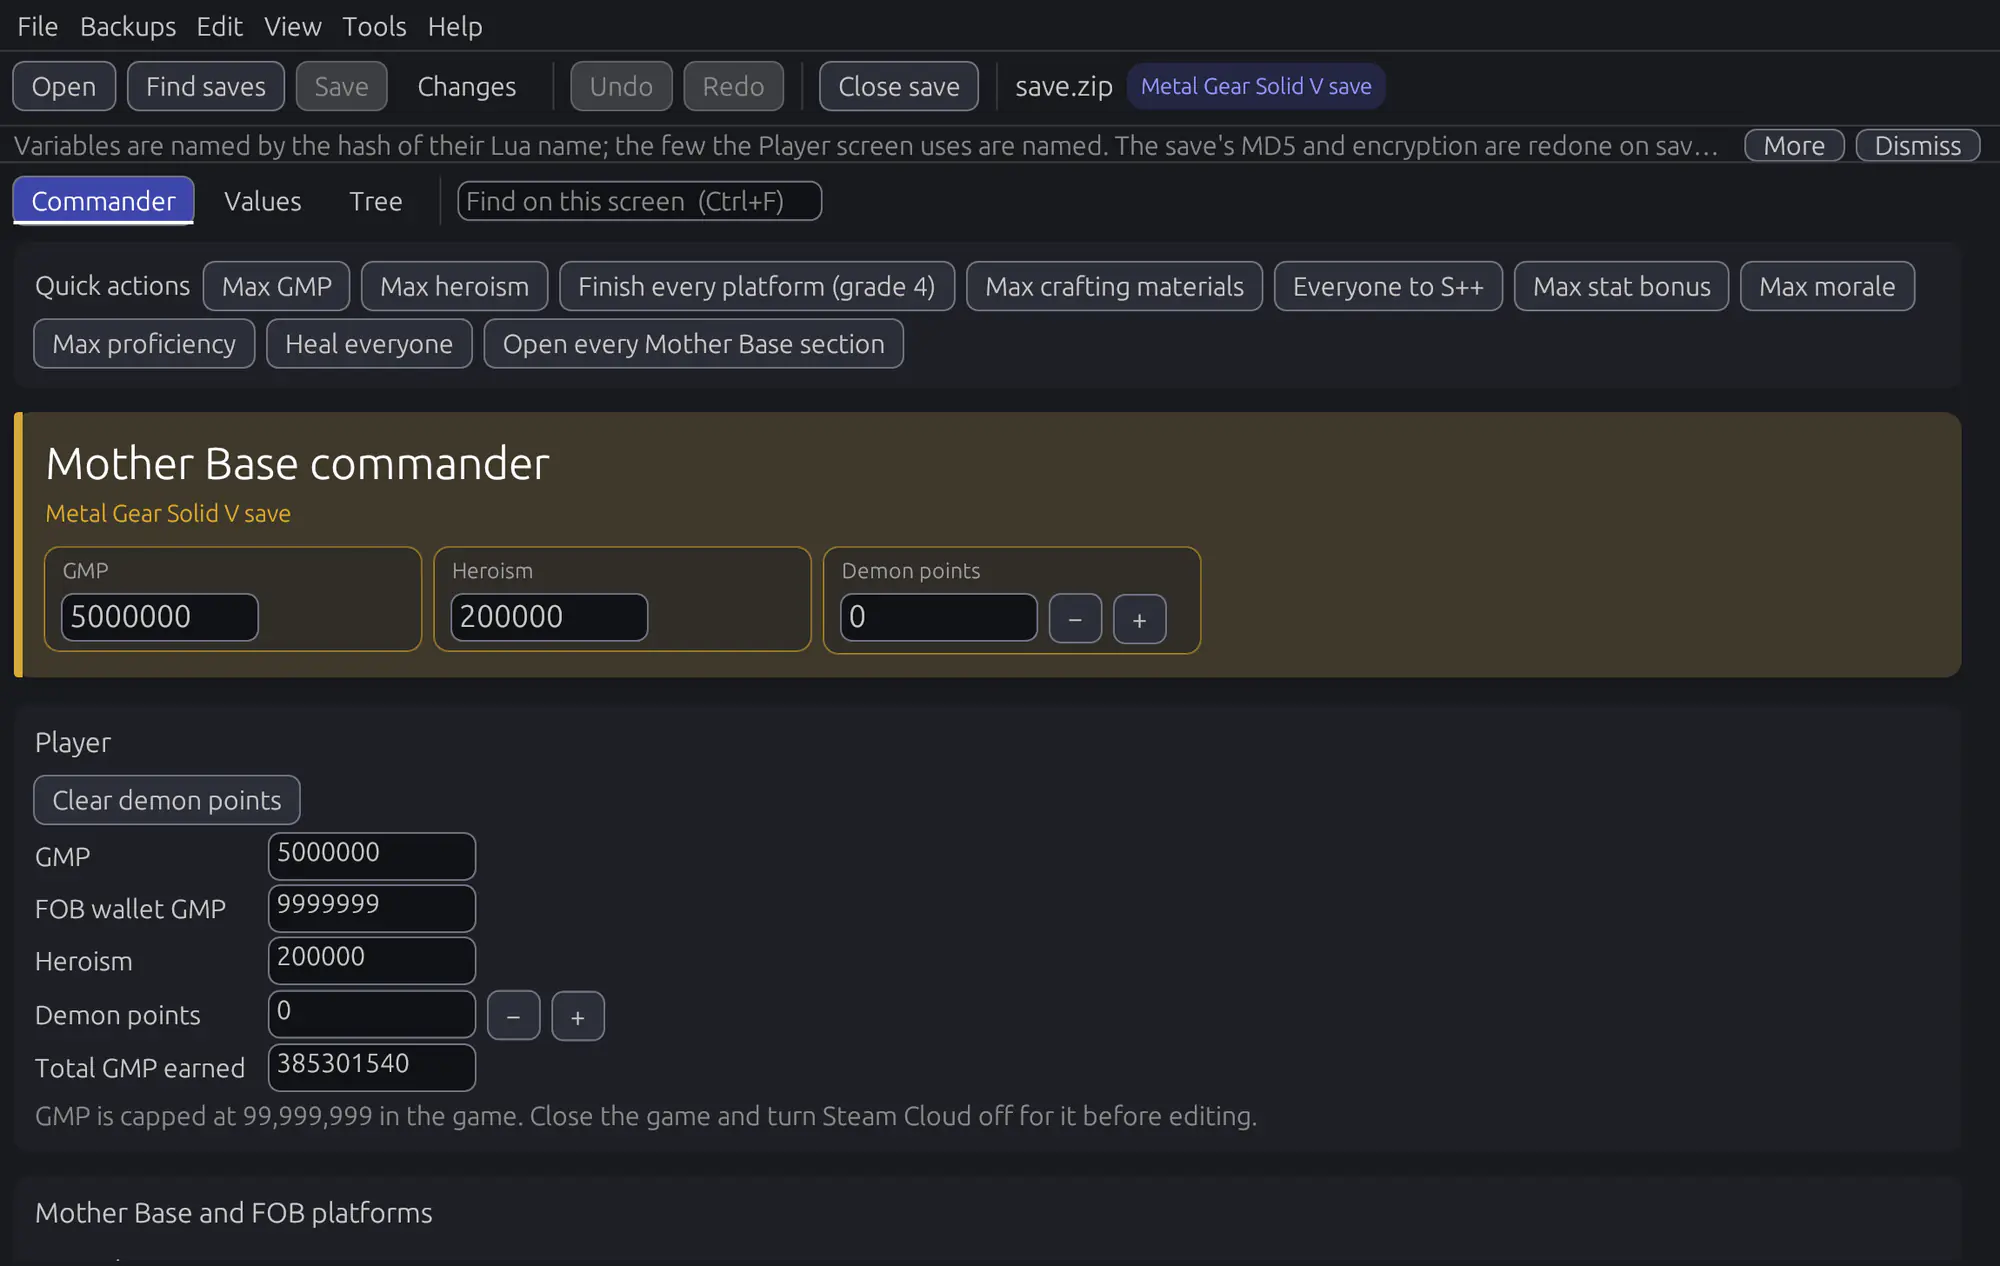 File Backups Edit View Tools Help
Open Find saves Save Changes Undo Redo Close save save.zip Metal Gear Solid V save
Variables are named by the hash of their Lua name; the few the Player screen uses are named. The save's MD5 and encryption are redone on sav… More Dismiss
Commander Values Tree Find on this screen (Ctrl+F)
Quick actions Max GMP Max heroism Finish every platform (grade 4) Max crafting materials Everyone to S++ Max stat bonus Max morale
Max proficiency Heal everyone Open every Mother Base section
Mother Base commander
Metal Gear Solid V save
GMP Heroism Demon points
5000000 200000 0 − +
Player
Clear demon points
GMP 5000000
FOB wallet GMP 9999999
Heroism 200000
Demon points 0 − +
Total GMP earned 385301540
GMP is capped at 99,999,999 in the game. Close the game and turn Steam Cloud off for it before editing.
Mother Base and FOB platforms